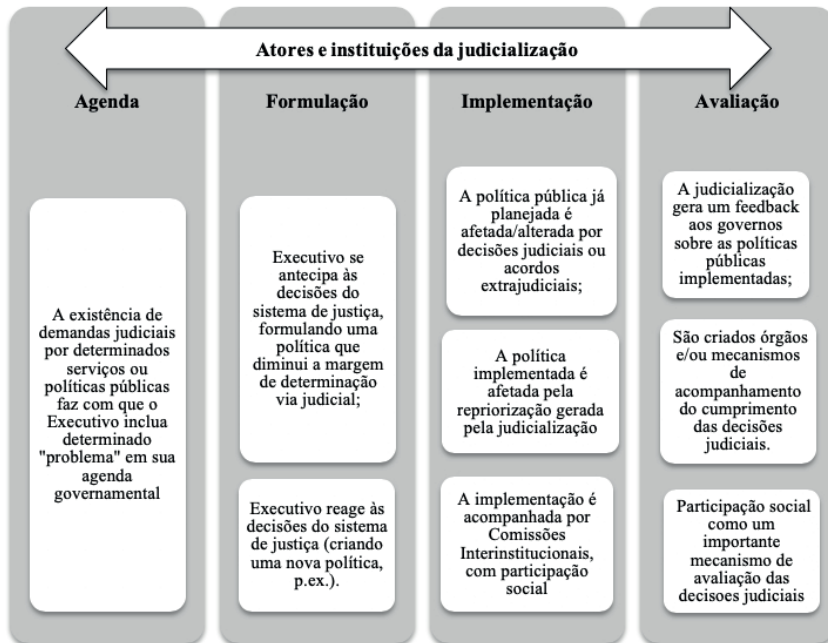 Atores e instituições da judicialização
Agenda
A existência de
demandas judiciais
por determinados
serviços ou
políticas públicas
faz com que o
Executivo inclua
determinado
"problema" em sua
agenda
governamental
Formulação
Executivo se
antecipa às
decisões do
sistema de justiça,
formulando uma
política que
diminui a margem
de determinação
via judicial;
Executivo reage às
decisões do sistema
de justiça (criando
uma nova política,
p.ex.).
Implementação
A política pública já
planejada é
afetada/alterada por
decisões judiciais ou
acordos
extrajudiciais;
A política
implementada é
afetada pela
repriorização gerada
pela judicialização
A implementação é
acompanhada por
Comissões
Interinstitucionais,
com participação
social
Avaliação
A judicialização
gera um feedback
aos governos
sobre as políticas
públicas
implementadas;
São criados órgãos
e/ou mecanismos
de
acompanhamento
do cumprimento
das decisões
judiciais.
Participação social
como um
importante
mecanismo de
avaliação das
decisoes judiciais